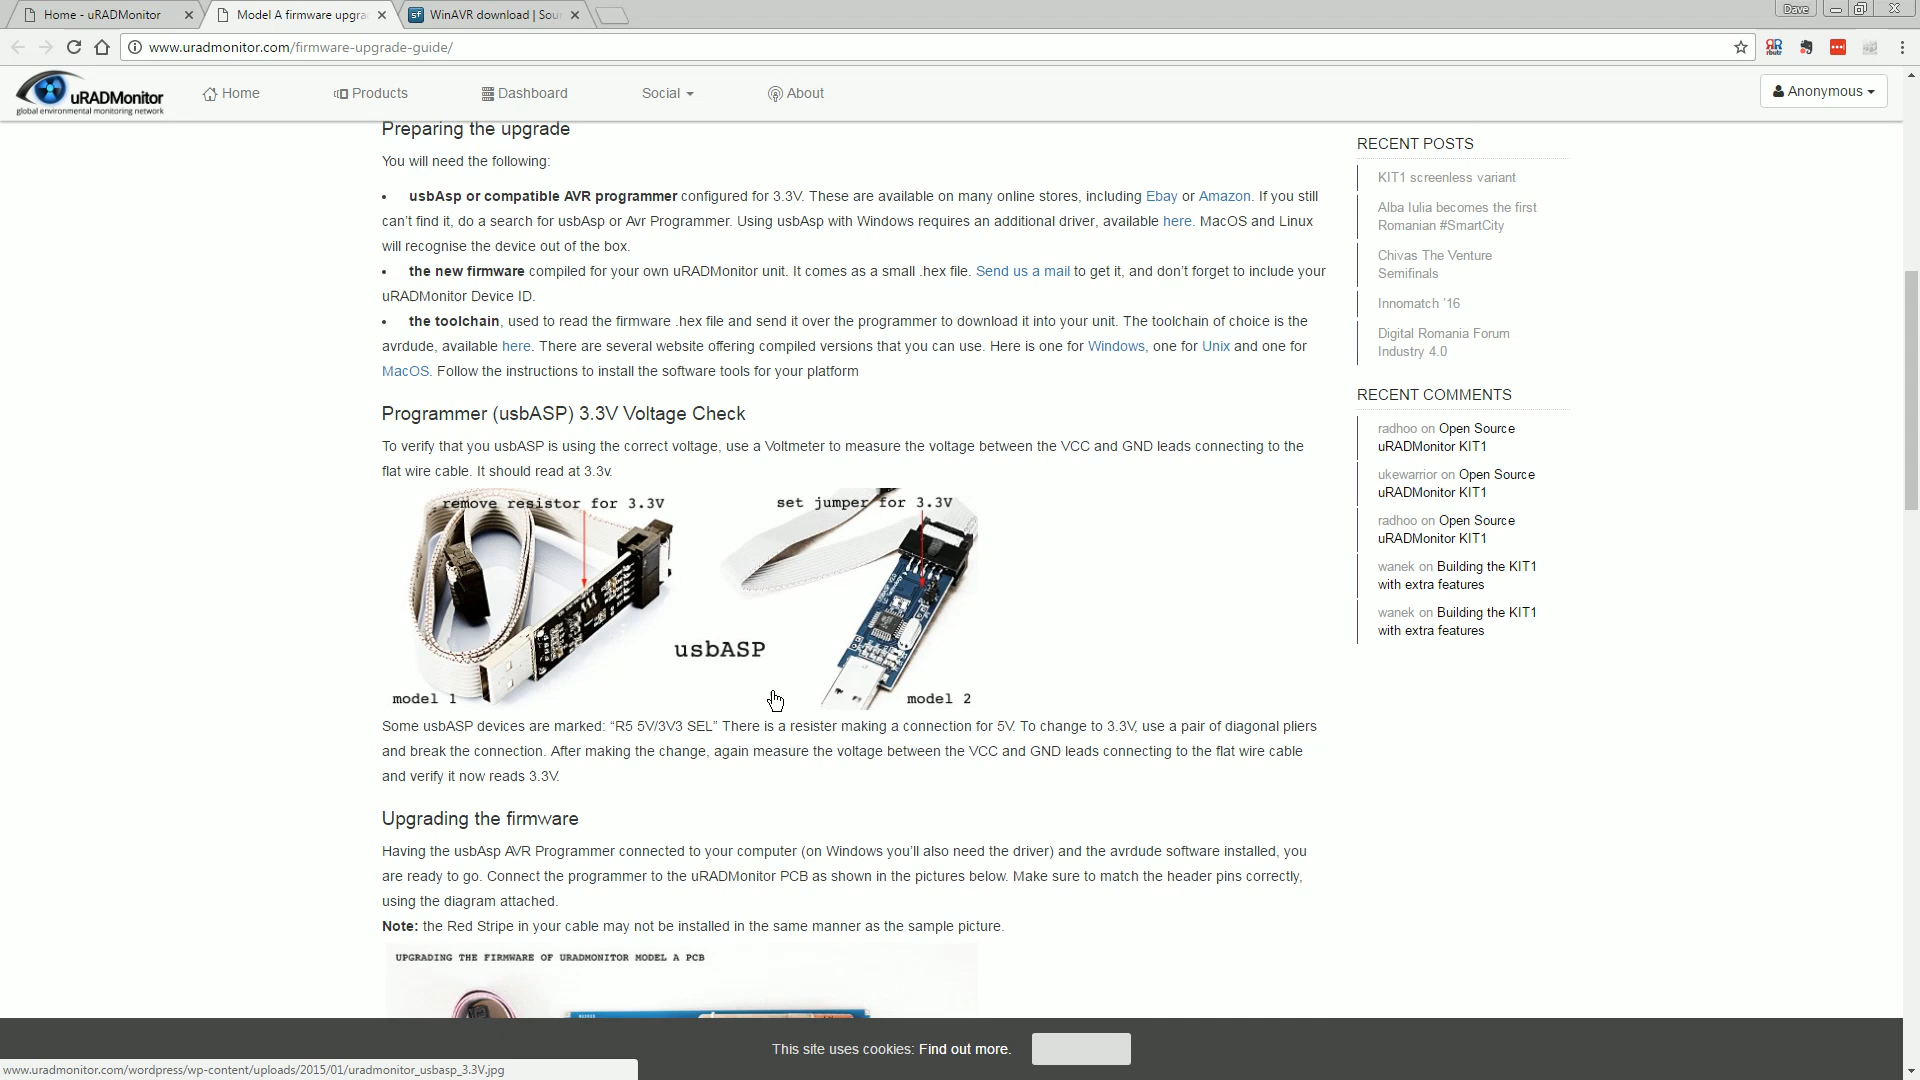 Home - uRADMonitor
Model A firmware upgra
WinAVR download | Sou
Dave
www.uradmonitor.com/firmware-upgrade-guide/
uRADMonitor
global environmental monitoring network
Home
Products
Dashboard
Social
About
Anonymous
Preparing the upgrade
You will need the following:
• usbAsp or compatible AVR programmer configured for 3.3V. These are available on many online stores, including Ebay or Amazon. If you still
can't find it, do a search for usbAsp or Avr Programmer. Using usbAsp with Windows requires an additional driver, available here. MacOS and Linux
will recognise the device out of the box.
• the new firmware compiled for your own uRADMonitor unit. It comes as a small .hex file. Send us a mail to get it, and don't forget to include your
uRADMonitor Device ID.
• the toolchain, used to read the firmware .hex file and send it over the programmer to download it into your unit. The toolchain of choice is the
avrdude, available here. There are several website offering compiled versions that you can use. Here is one for Windows, one for Unix and one for
MacOS. Follow the instructions to install the software tools for your platform
Programmer (usbASP) 3.3V Voltage Check
To verify that you usbASP is using the correct voltage, use a Voltmeter to measure the voltage between the VCC and GND leads connecting to the
flat wire cable. It should read at 3.3v.
remove resistor for 3.3V
set jumper for 3.3V
usbASP
model 1
model 2
Some usbASP devices are marked: “R5 5V/3V3 SEL” There is a resister making a connection for 5V. To change to 3.3V, use a pair of diagonal pliers
and break the connection. After making the change, again measure the voltage between the VCC and GND leads connecting to the flat wire cable
and verify it now reads 3.3V.
Upgrading the firmware
Having the usbAsp AVR Programmer connected to your computer (on Windows you'll also need the driver) and the avrdude software installed, you
are ready to go. Connect the programmer to the uRADMonitor PCB as shown in the pictures below. Make sure to match the header pins correctly,
using the diagram attached.
Note: the Red Stripe in your cable may not be installed in the same manner as the sample picture.
UPGRADING THE FIRMWARE OF URADMONITOR MODEL A PCB
RECENT POSTS
KIT1 screenless variant
Alba Iulia becomes the first
Romanian #SmartCity
Chivas The Venture
Semifinals
Innomatch '16
Digital Romania Forum
Industry 4.0
RECENT COMMENTS
radhoo on Open Source
uRADMonitor KIT1
ukewarrior on Open Source
uRADMonitor KIT1
radhoo on Open Source
uRADMonitor KIT1
wanek on Building the KIT1
with extra features
wanek on Building the KIT1
with extra features
This site uses cookies: Find out more.
www.uradmonitor.com/wordpress/wp-content/uploads/2015/01/uradmonitor_usbasp_3.3V.jpg